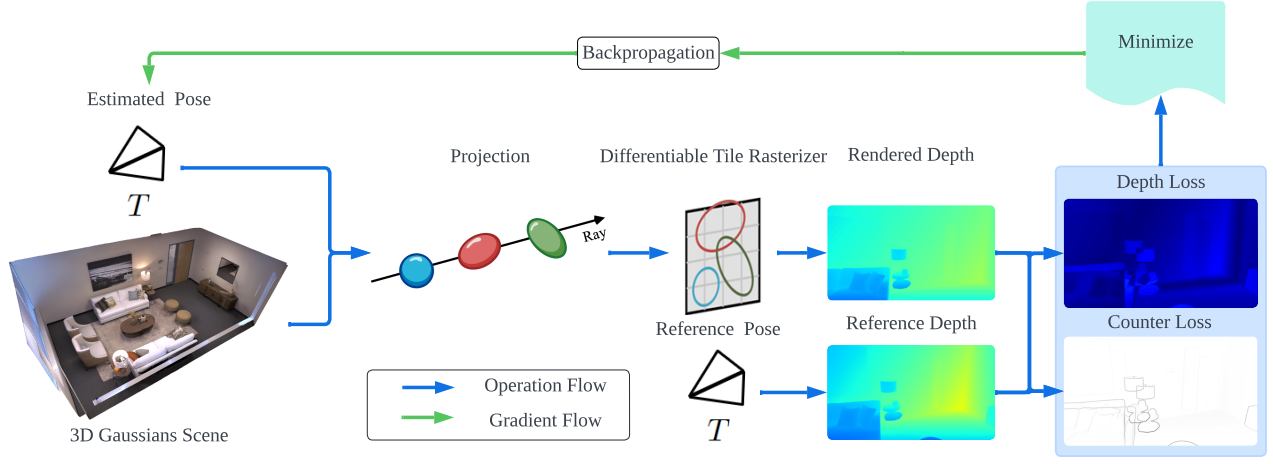 Minimize
Backpropagation
Estimated Pose
T
Projection
Differentiable Tile Rasterizer
Rendered Depth
Depth Loss
Ray
Reference Pose
T
Reference Depth
Counter Loss
Operation Flow
Gradient Flow
3D Gaussians Scene